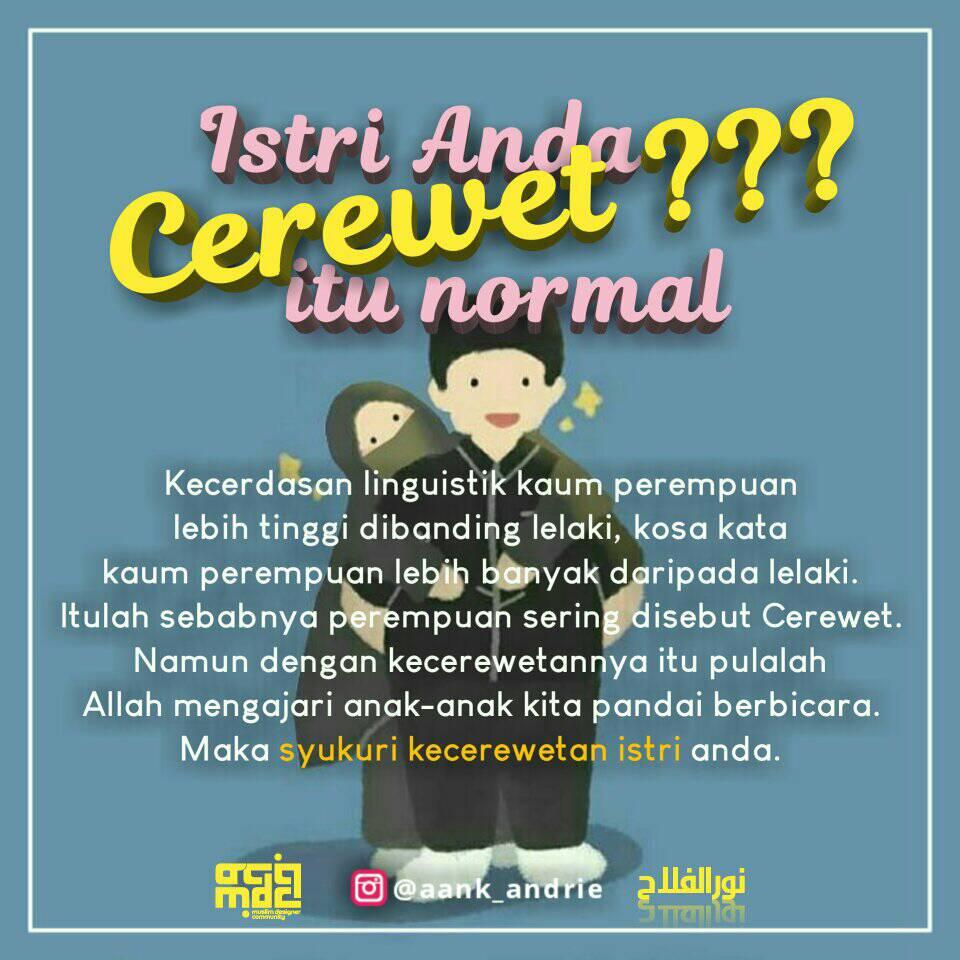 Istri Anda
Cerewet ???
itu normal
Kecerdasan linguistik kaum perempuan
lebih tinggi dibanding lelaki, kosa kata
kaum perempuan lebih banyak daripada lelaki.
Itulah sebabnya perempuan sering disebut Cerewet.
Namun dengan kecerewetannya itu pulalah
Allah mengajari anak-anak kita pandai berbicara.
Maka syukuri kecerewetan istri anda.
muslim designer
community
@aank_andrie
نور الفلاح